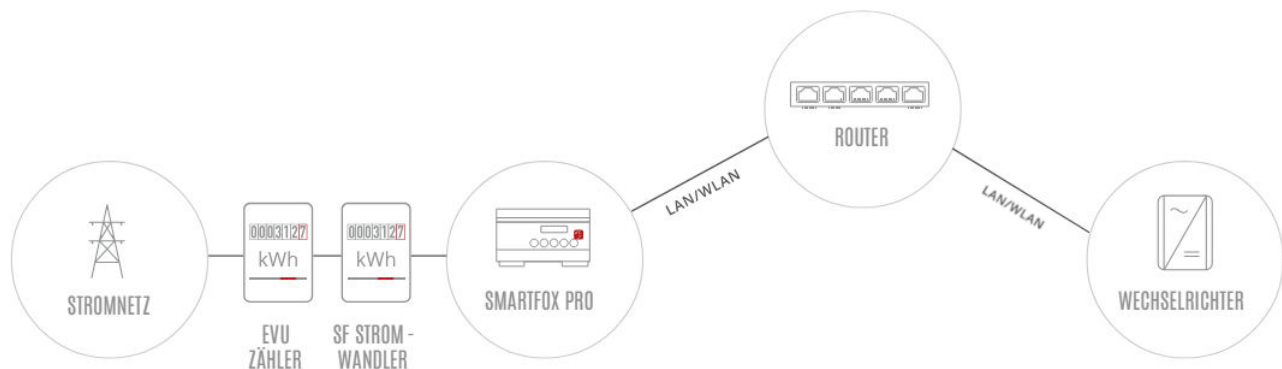 ROUTER
LAN/WLAN
LAN/WLAN
0003127
kWh
0003127
kWh
STROMNETZ
SMARTFOX PRO
WECHSELRICHTER
EVU
ZÄHLER
SF STROM -
WANDLER